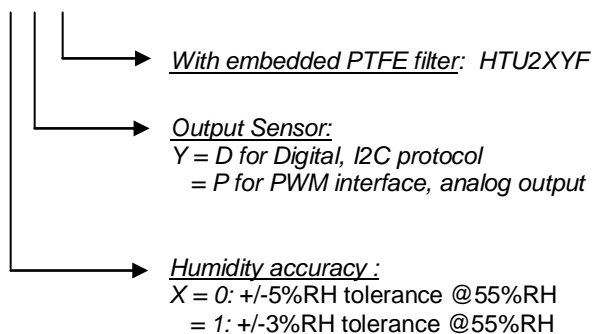 With embedded PTFE filter: HTU2XYF
Output Sensor:
Y = D for Digital, I2C protocol
= P for PWM interface, analog output
Humidity accuracy :
X = 0: +/-5%RH tolerance @55%RH
= 1: +/-3%RH tolerance @55%RH